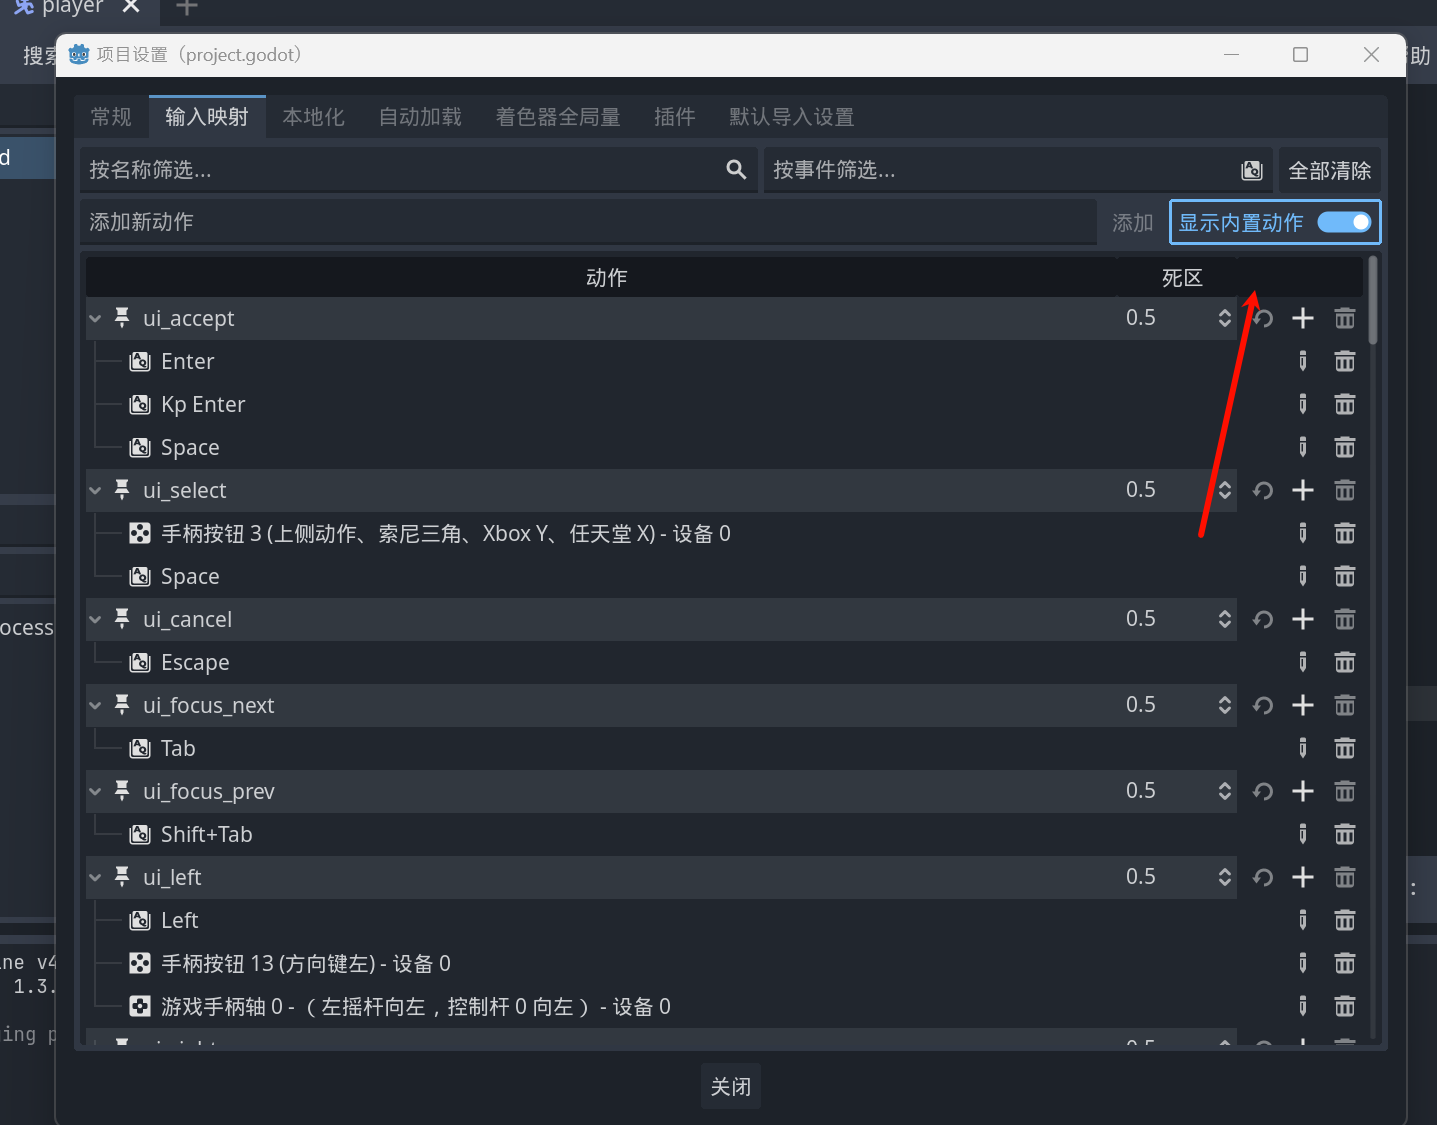 player
搜索
项目设置（project.godot）
助
常规 输入映射 本地化 自动加载 着色器全局量 插件 默认导入设置
按名称筛选... 按事件筛选... 全部清除
添加新动作 添加 显示内置动作
动作 死区
ui_accept 0.5
Enter
Kp Enter
Space
ui_select 0.5
手柄按钮 3 (上侧动作、索尼三角、Xbox Y、任天堂 X) - 设备 0
Space
ui_cancel 0.5
Escape
ui_focus_next 0.5
Tab
ui_focus_prev 0.5
Shift+Tab
ui_left 0.5
Left
手柄按钮 13 (方向键左) - 设备 0
游戏手柄轴 0 - （左摇杆向左，控制杆 0 向左） - 设备 0
关闭
d
ocess
ine v4
1.3.
ing p